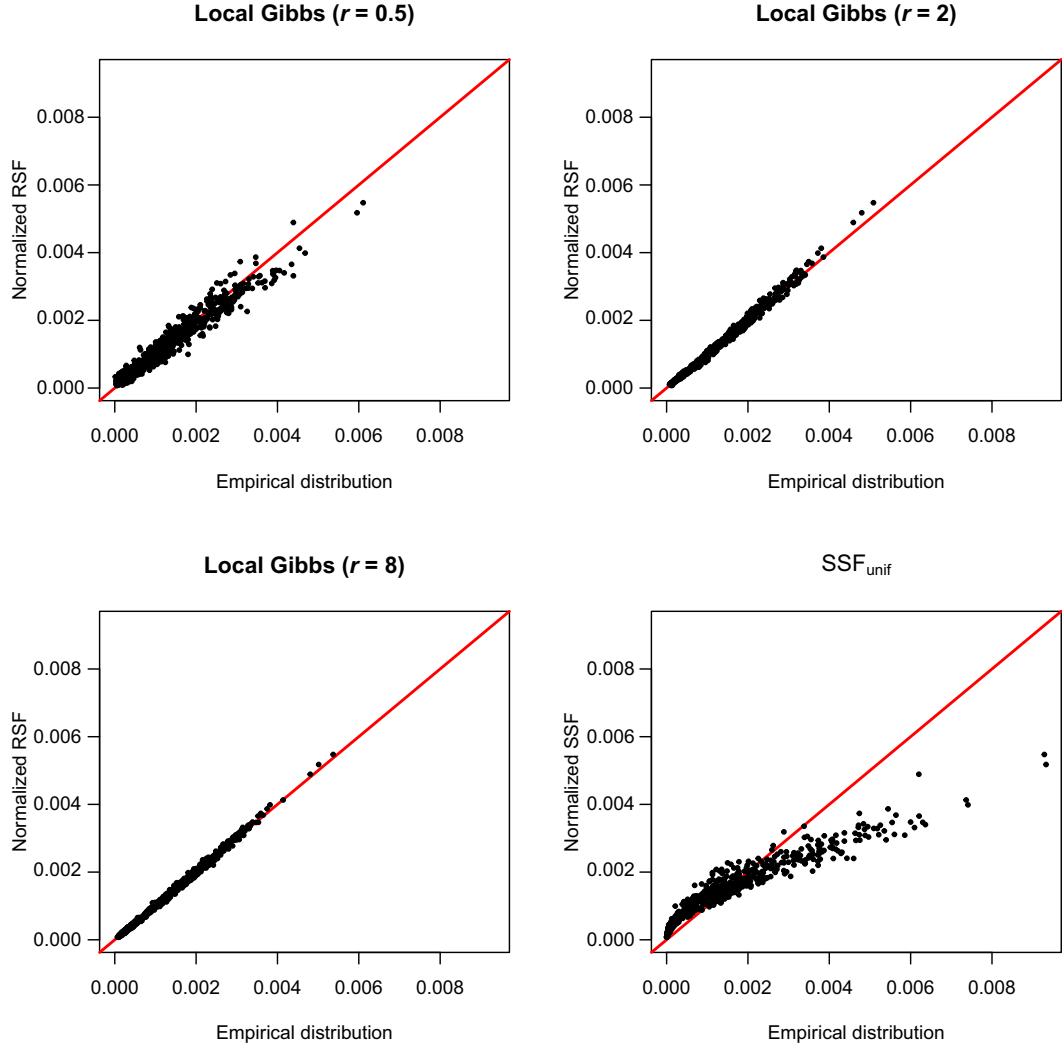 Local Gibbs (r = 0.5)
Normalized RSF
0.008
0.006
0.004
0.002
0.000
0.000 0.002 0.004 0.006 0.008
Empirical distribution
Local Gibbs (r = 2)
Normalized RSF
0.008
0.006
0.004
0.002
0.000
0.000 0.002 0.004 0.006 0.008
Empirical distribution
Local Gibbs (r = 8)
Normalized RSF
0.008
0.006
0.004
0.002
0.000
0.000 0.002 0.004 0.006 0.008
Empirical distribution
SSFunif
Normalized SSF
0.008
0.006
0.004
0.002
0.000
0.000 0.002 0.004 0.006 0.008
Empirical distribution